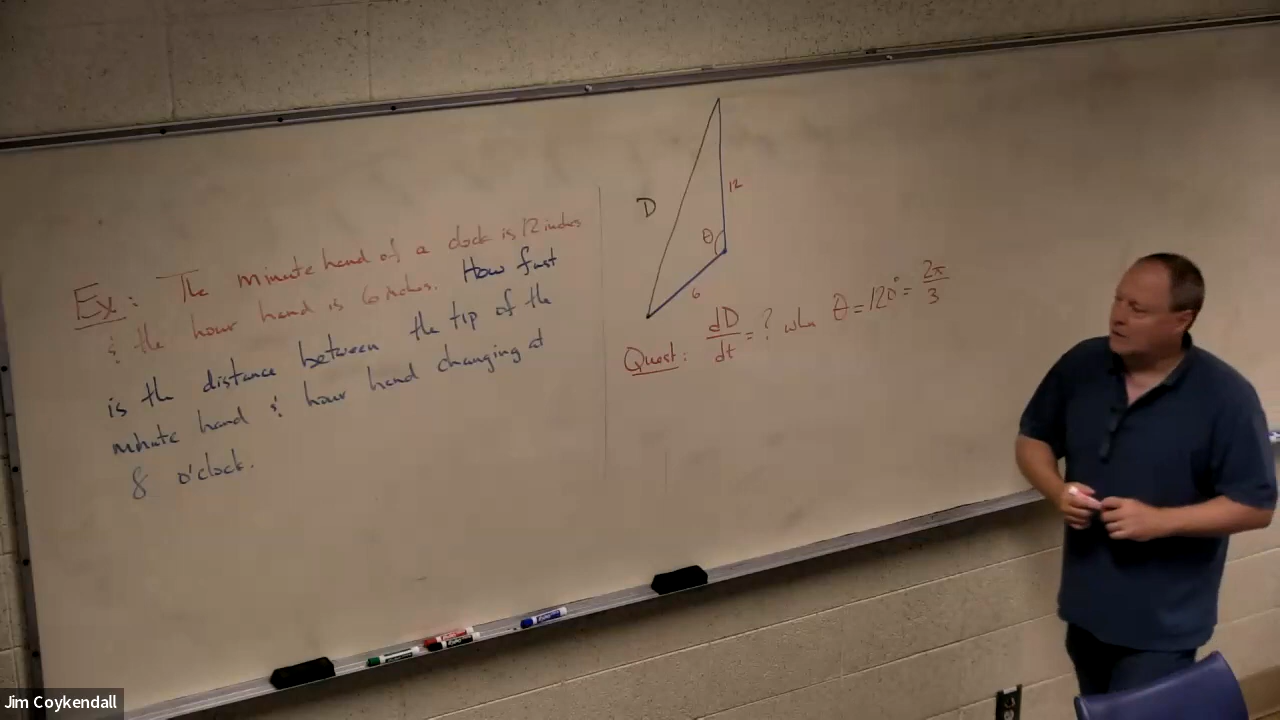 Ex: The minute hand of a clock is 12 inches
& the hour hand is 6 inches. How fast
is the distance between the tip of the
minute hand & hour hand changing at
8 o'clock.
D
12
θ
6
Quest: dD/dt = ? when θ = 120° = 2π/3
Jim Coykendall